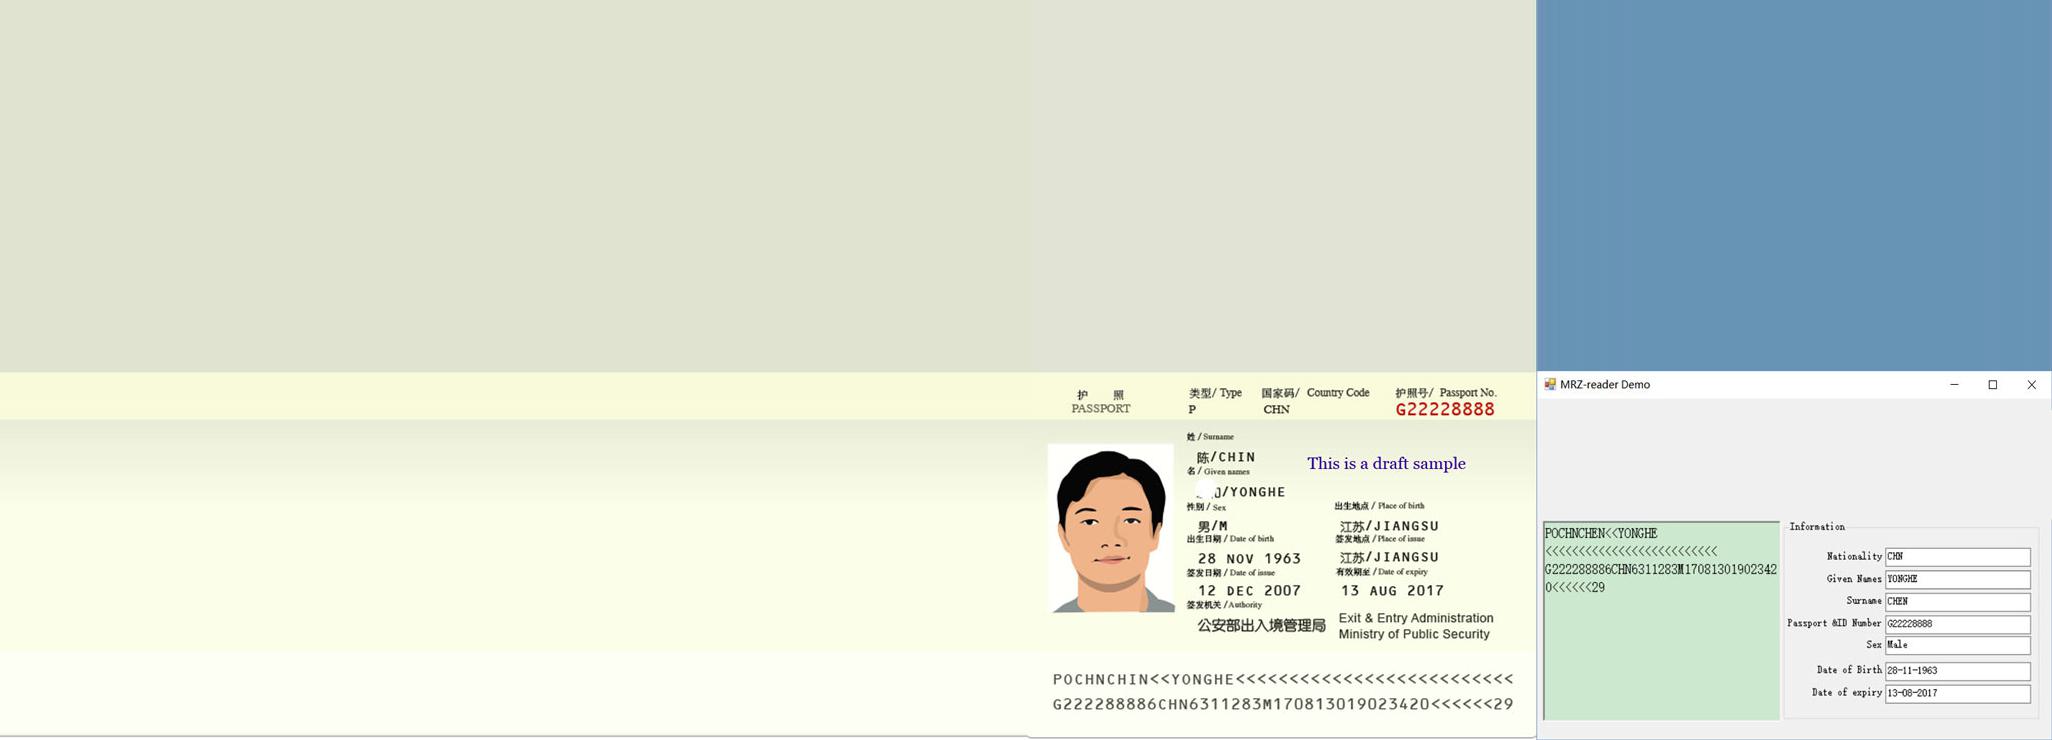 护 照
PASSPORT
类型/ Type
P
国家码/ Country Code
CHN
护照号/ Passport No.
G22228888
姓 / Surname
陈/CHIN
This is a draft sample
名 / Given names
/YONGHE
性别 / Sex
男/M
出生地点 / Place of birth
江苏/JIANGSU
出生日期 / Date of birth
28 NOV 1963
签发地点 / Place of issue
江苏/JIANGSU
签发日期 / Date of issue
12 DEC 2007
有效期至 / Date of expiry
13 AUG 2017
签发机关 / Authority
公安部出入境管理局
Exit & Entry Administration
Ministry of Public Security
POCHNCHIN<<YONGHE<<<<<<<<<<<<<<<<<<<<<<<<<<<
G222288886CHN6311283M170813019023420<<<<<<29
MRZ-reader Demo
POCHNCHEN<<YONGHE
<<<<<<<<<<<<<<<<<<<<<<<<<<
G222288886CHN6311283M17081301902342
0<<<<<<29
Information
Nationality CHN
Given Names YONGHE
Surname CHEN
Passport &ID Number G22228888
Sex Male
Date of Birth 28-11-1963
Date of expiry 13-08-2017